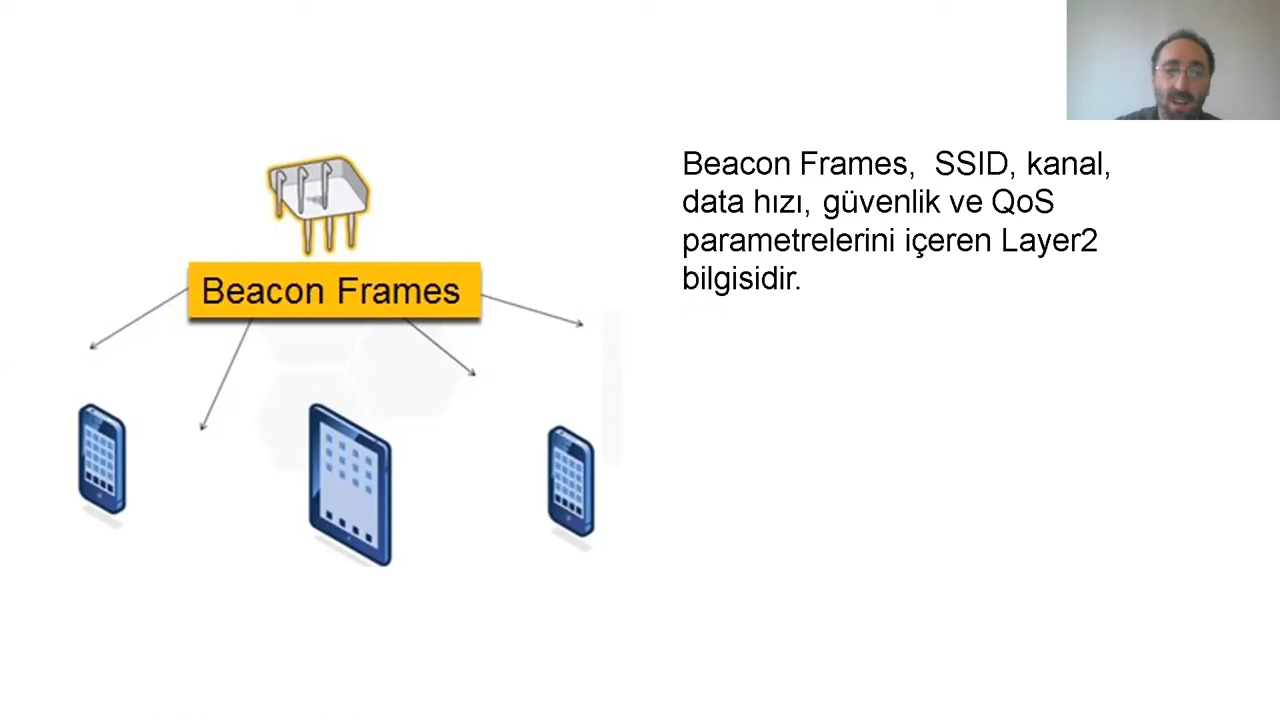 Beacon Frames
Beacon Frames, SSID, kanal,
data hızı, güvenlik ve QoS
parametrelerini içeren Layer2
bilgisidir.